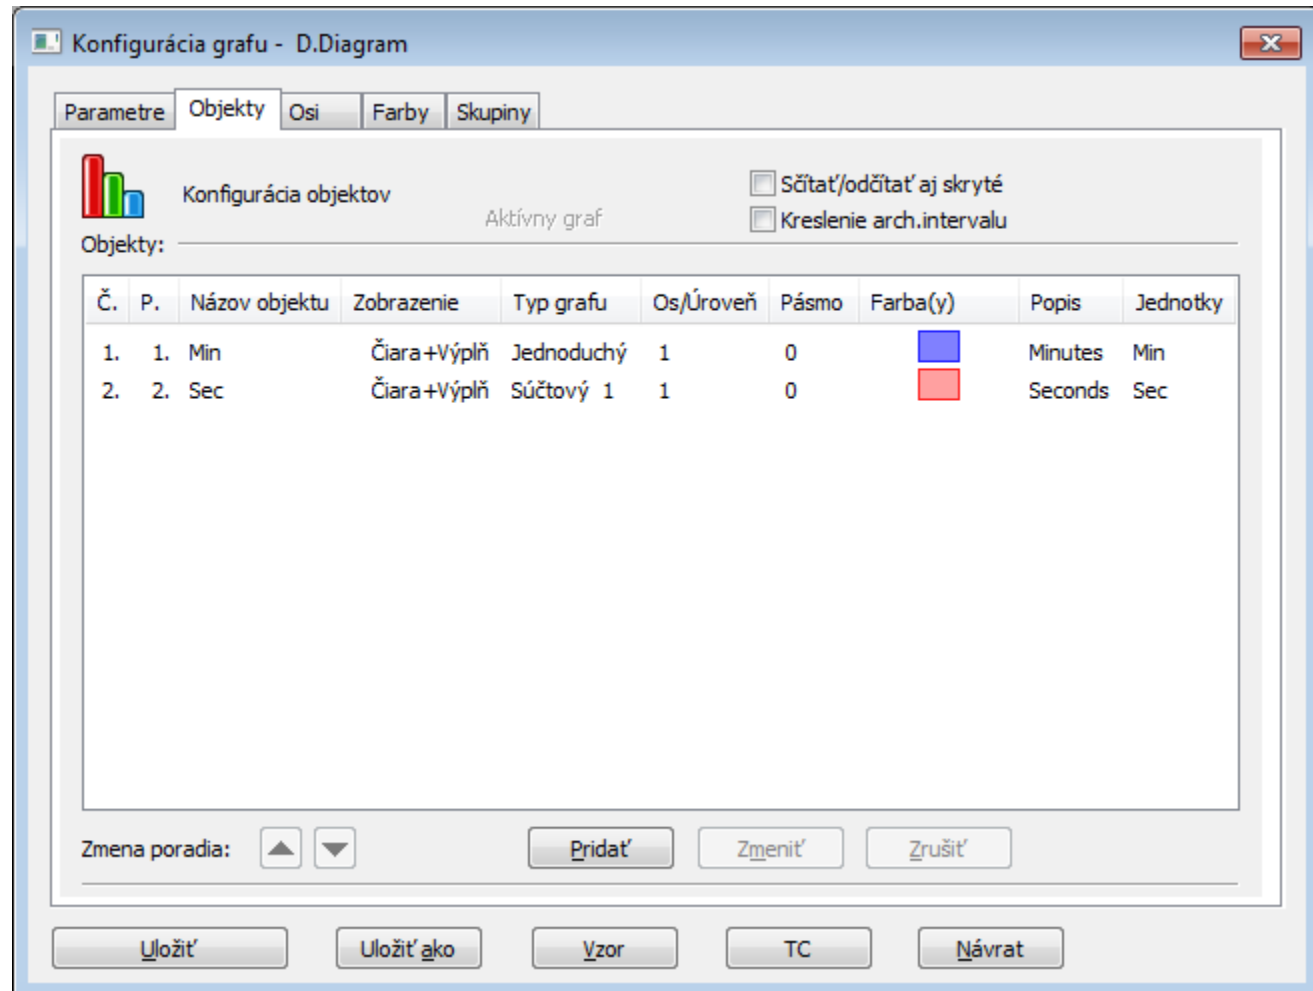 Konfigurácia grafu - D.Diagram
Parametre Objekty Osi Farby Skupiny
Konfigurácia objektov
Aktívny graf
Sčítať/odčítať aj skryté
Kreslenie arch.intervalu
Objekty:
Č. P. Názov objektu Zobrazenie Typ grafu Os/Úroveň Pásmo Farba(y) Popis Jednotky
1. 1. Min Čiara+Výplň Jednoduchý 1 0 Minutes Min
2. 2. Sec Čiara+Výplň Súčtový 1 1 0 Seconds Sec
Zmena poradia: Pridať Zmeniť Zrušiť
Uložiť Uložiť ako Vzor TC Návrat